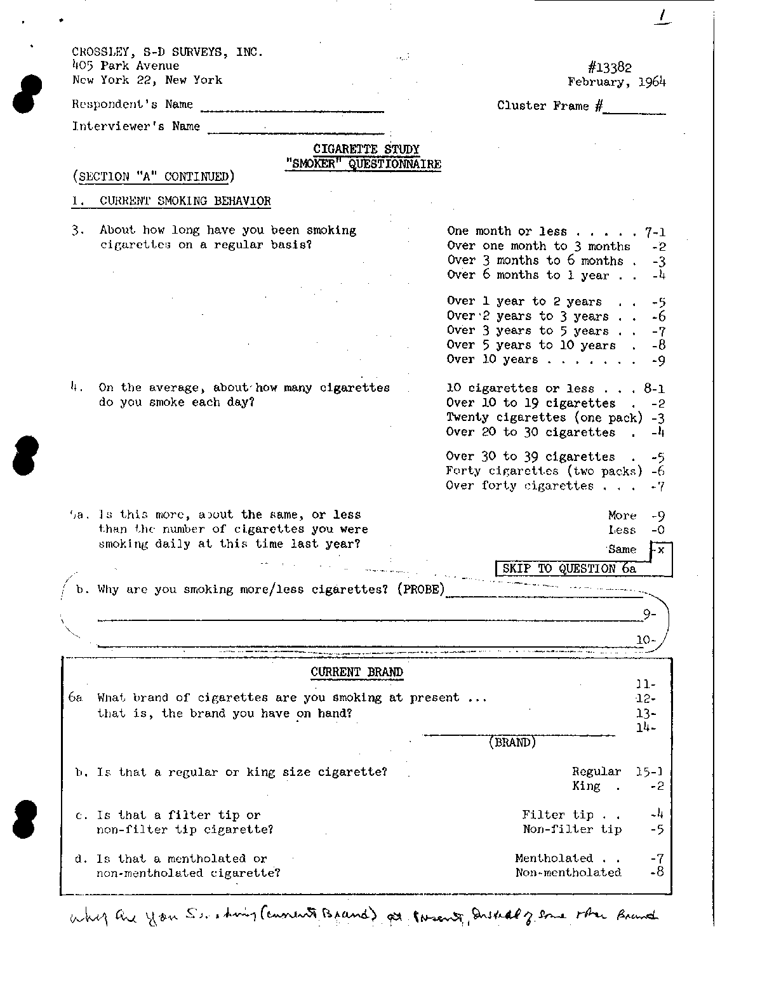 1
CROSSLEY, S-D SURVEYS, INC.
405 Park Avenue
New York 22, New York
#13382
February, 1964
Respondent's Name
Cluster Frame #
Interviewer's Name
CIGARETTE STUDY
"SMOKER" QUESTIONNAIRE
(SECTION "A" CONTINUED)
1. CURRENT SMOKING BEHAVIOR
3. About how long have you been smoking
cigarettes on a regular basis?
One month or less . . . . . 7-1
Over one month to 3 months -2
Over 3 months to 6 months . -3
Over 6 months to 1 year . . -4
Over 1 year to 2 years . . -5
Over 2 years to 3 years . . -6
Over 3 years to 5 years . . -7
Over 5 years to 10 years . -8
Over 10 years . . . . . . . -9
4. On the average, about how many cigarettes
do you smoke each day?
10 cigarettes or less . . . 8-1
Over 10 to 19 cigarettes . -2
Twenty cigarettes (one pack) -3
Over 20 to 30 cigarettes . -4
Over 30 to 39 cigarettes . -5
Forty cigarettes (two packs) -6
Over forty cigarettes . . . -7
5a. Is this more, about the same, or less
than the number of cigarettes you were
smoking daily at this time last year?
More -9
Less -0
Same -x
SKIP TO QUESTION 6a
b. Why are you smoking more/less cigarettes? (PROBE)
9-
10-
CURRENT BRAND
6a What brand of cigarettes are you smoking at present ...
that is, the brand you have on hand?
11-
12-
13-
14-
(BRAND)
b. Is that a regular or king size cigarette?
Regular 15-1
King . -2
c. Is that a filter tip or
non-filter tip cigarette?
Filter tip . . -4
Non-filter tip -5
d. Is that a mentholated or
non-mentholated cigarette?
Mentholated . . -7
Non-mentholated -8
Why are you Smoking (current Brand) at present, instead of some other Brand